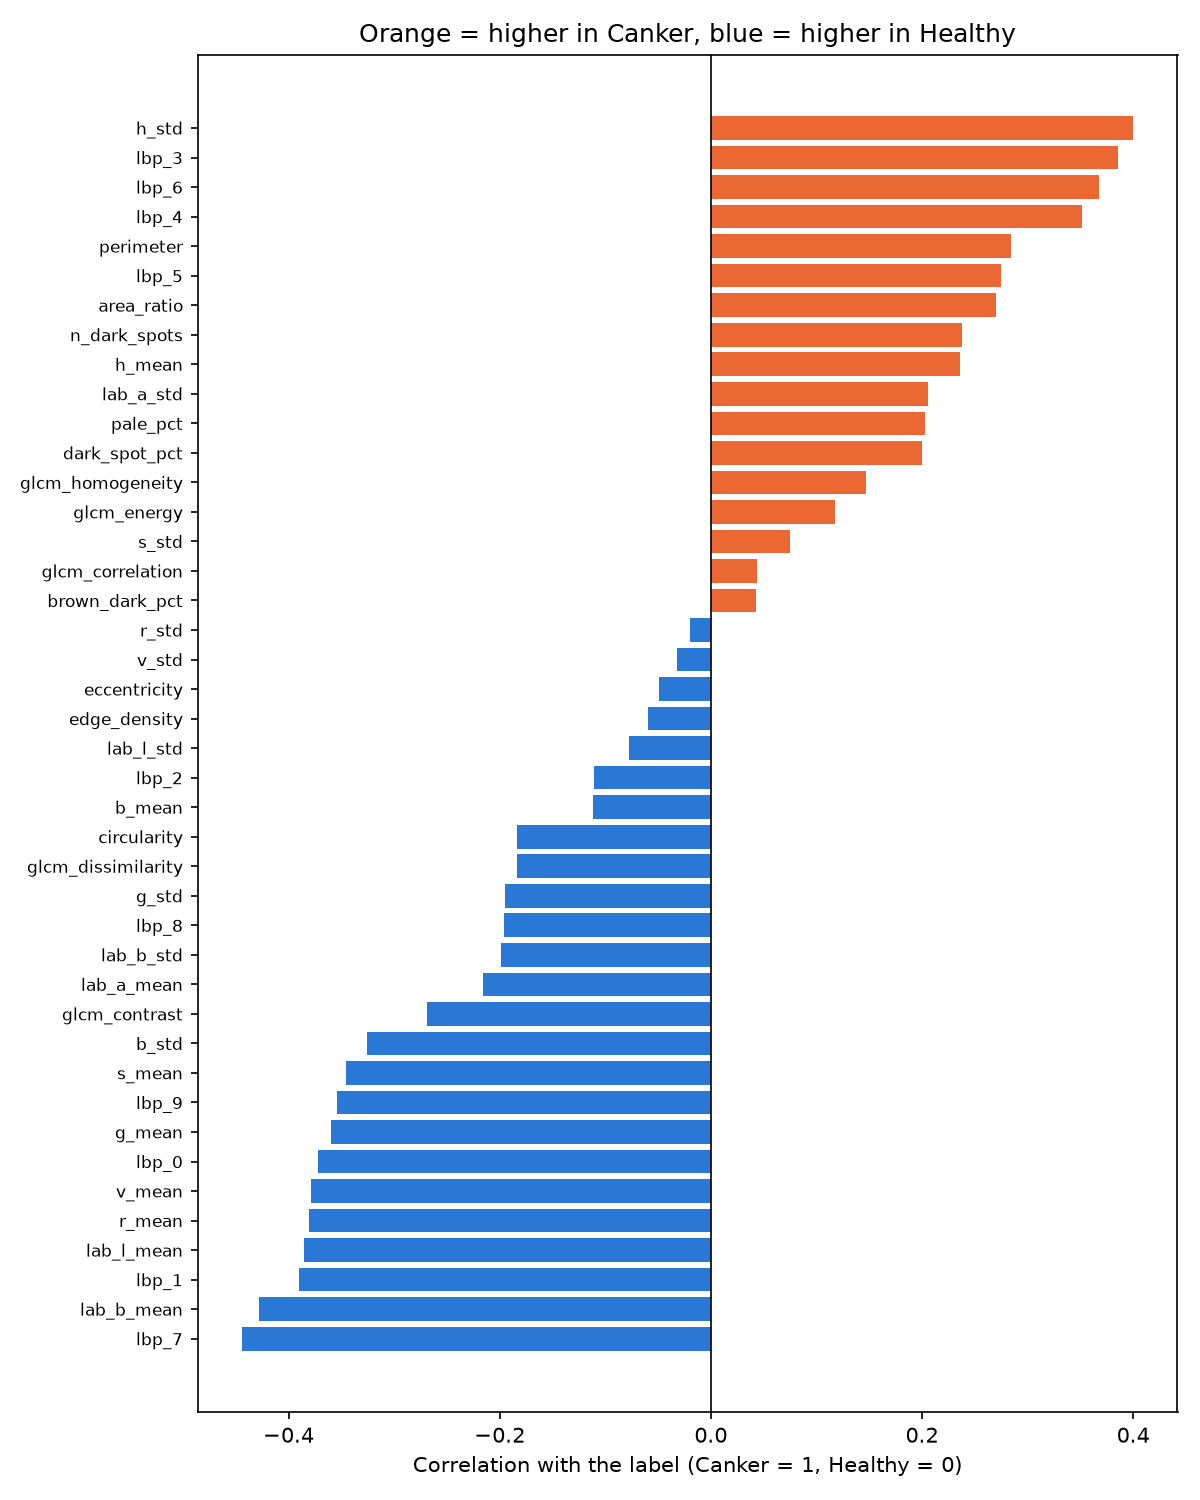 Orange = higher in Canker, blue = higher in Healthy
h_std
lbp_3
lbp_6
lbp_4
perimeter
lbp_5
area_ratio
n_dark_spots
h_mean
lab_a_std
pale_pct
dark_spot_pct
glcm_homogeneity
glcm_energy
s_std
glcm_correlation
brown_dark_pct
r_std
v_std
eccentricity
edge_density
lab_l_std
lbp_2
b_mean
circularity
glcm_dissimilarity
g_std
lbp_8
lab_b_std
lab_a_mean
glcm_contrast
b_std
s_mean
lbp_9
g_mean
lbp_0
v_mean
r_mean
lab_l_mean
lbp_1
lab_b_mean
lbp_7
−0.4 −0.2 0.0 0.2 0.4
Correlation with the label (Canker = 1, Healthy = 0)